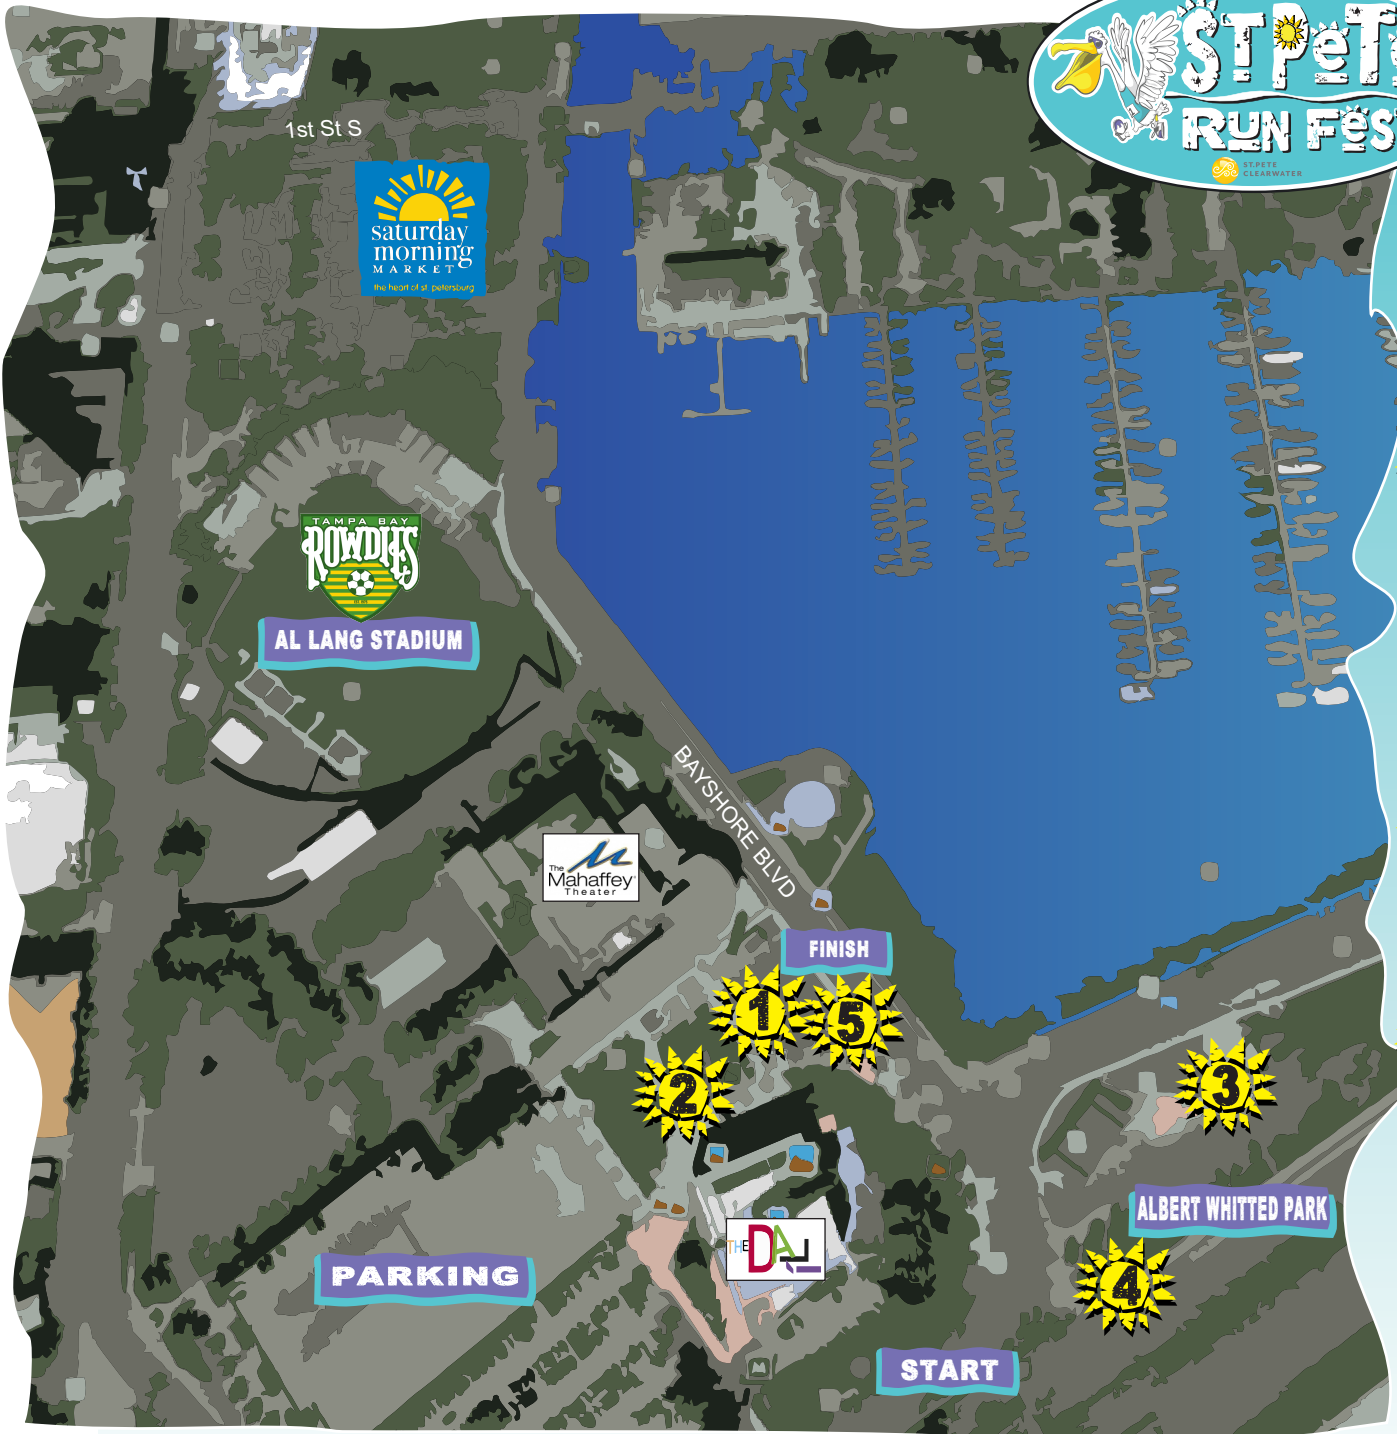 ST PETE
RUN FEST
ST.PETE
CLEARWATER
1st St S
saturday
morning
MARKET
the heart of st. petersburg
TAMPA BAY
ROWDIES
AL LANG STADIUM
BAYSHORE BLVD
The
Mahaffey
Theater
FINISH
1
5
2
3
ALBERT WHITTED PARK
THE DALI
4
PARKING
START